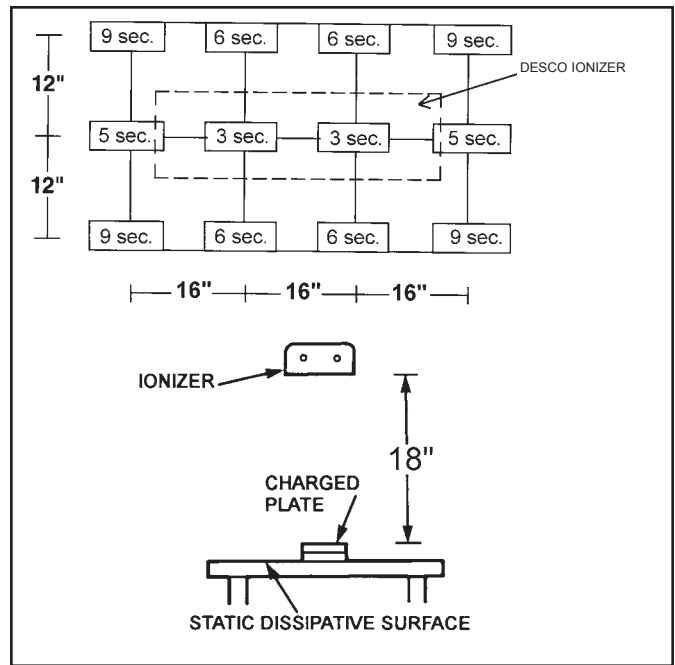 9 sec. 6 sec. 6 sec. 9 sec.
DESCO IONIZER
12"
5 sec. 3 sec. 3 sec. 5 sec.
12"
9 sec. 6 sec. 6 sec. 9 sec.
16" 16" 16"
IONIZER
18"
CHARGED
PLATE
STATIC DISSIPATIVE SURFACE